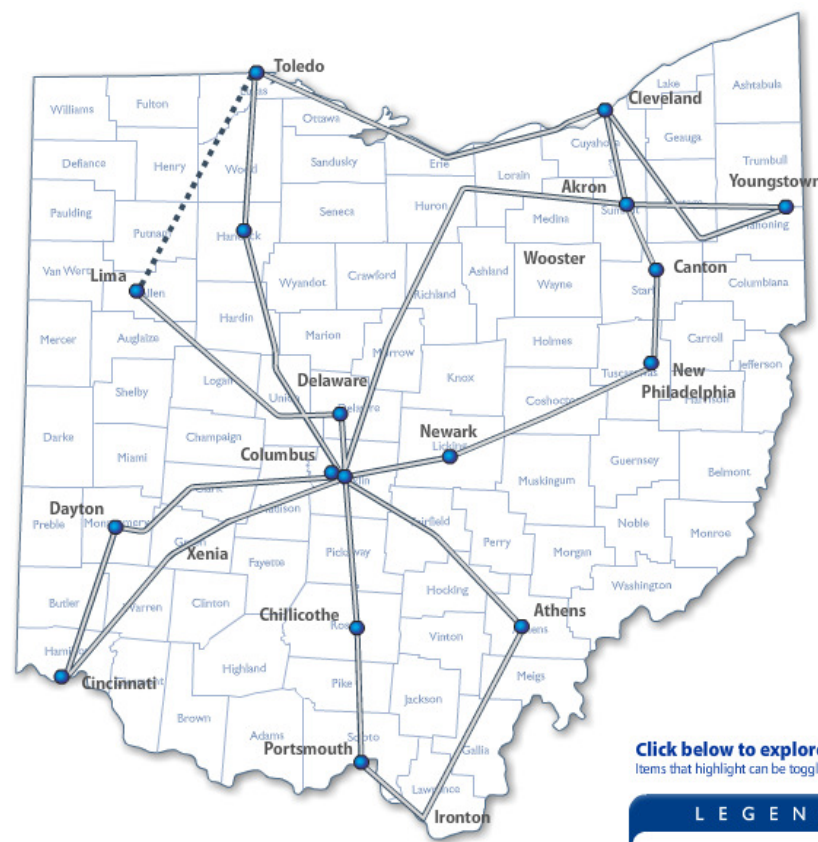 Toledo
Lucas
Williams
Fulton
Ottawa
Lake
Ashtabula
Cleveland
Cuyahoga
Geauga
Defiance
Henry
Wood
Sandusky
Erie
Lorain
Trumbull
Akron
Youngstown
Paulding
Putnam
Seneca
Huron
Medina
Summit
Mahoning
Hancock
Van Wert
Lima
Allen
Wyandot
Crawford
Richland
Ashland
Wooster
Wayne
Canton
Stark
Columbiana
Mercer
Auglaize
Hardin
Marion
Morrow
Holmes
Carroll
Jefferson
Shelby
Logan
Union
Delaware
Delaware
Knox
Coshocton
Tuscarawas
New
Philadelphia
Harrison
Darke
Miami
Champaign
Columbus
Newark
Licking
Muskingum
Guernsey
Belmont
Dayton
Clark
Madison
Preble
Montgomery
Xenia
Fayette
Pickaway
Fairfield
Perry
Morgan
Noble
Monroe
Washington
Butler
Warren
Clinton
Chillicothe
Ross
Hocking
Athens
Athens
Vinton
Meigs
Hamilton
Cincinnati
Highland
Pike
Jackson
Brown
Adams
Portsmouth
Scioto
Gallia
Lawrence
Ironton
Click below to explore
Items that highlight can be toggl
LEGEN